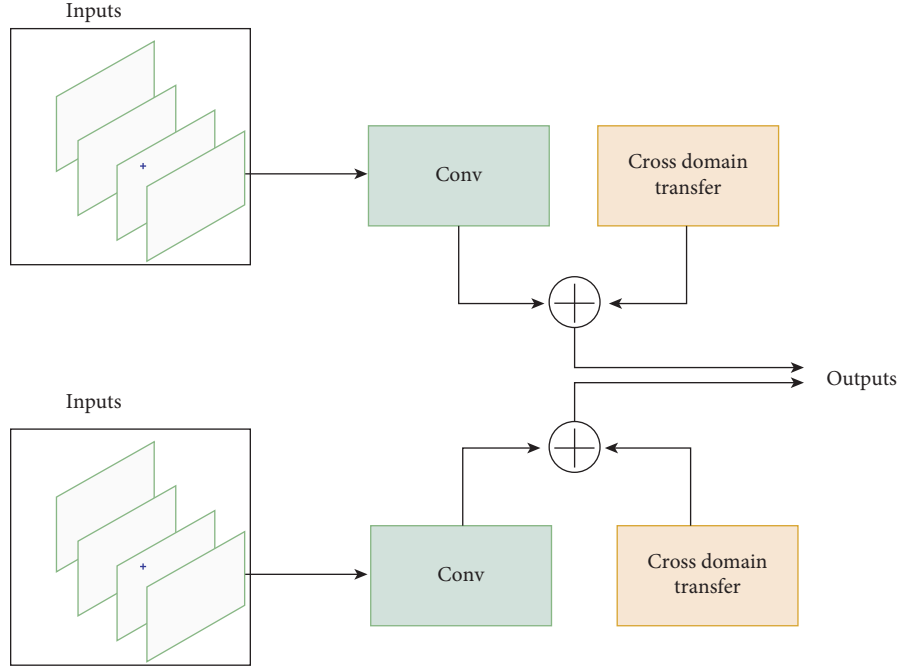 Inputs
Conv
Cross domain
transfer
Outputs
Inputs
Conv
Cross domain
transfer